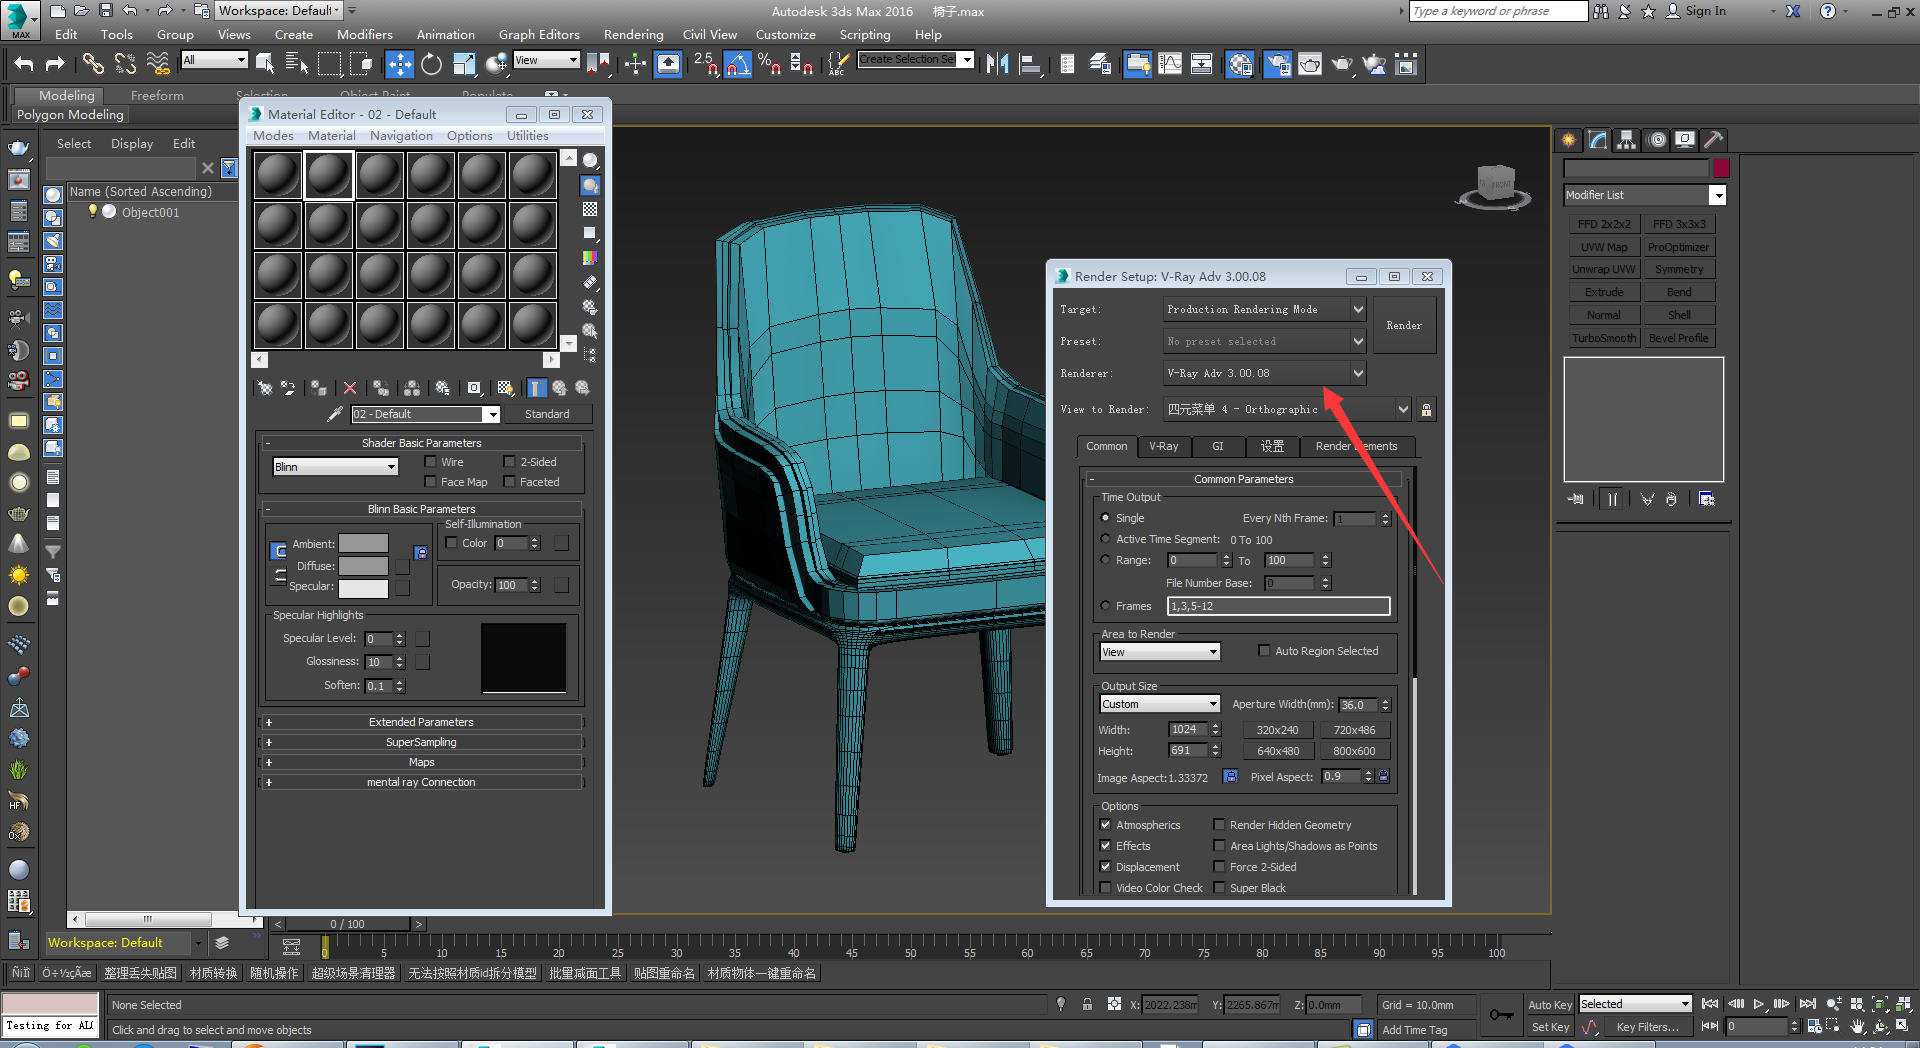 Workspace: Default
Autodesk 3ds Max 2016 椅子.max
Type a keyword or phrase
Sign In
MAX
Edit Tools Group Views Create Modifiers Animation Graph Editors Rendering Civil View Customize Scripting Help
All
View
2.5
Create Selection Se
Modeling Freeform Selection Object Paint Populate
Polygon Modeling
Select Display Edit
Name (Sorted Ascending)
Object001
Material Editor - 02 - Default
Modes Material Navigation Options Utilities
02 - Default
Standard
Shader Basic Parameters
Blinn
Wire 2-Sided
Face Map Faceted
Blinn Basic Parameters
Self-Illumination
Ambient:
Color 0
Diffuse:
Specular:
Opacity: 100
Specular Highlights
Specular Level: 0
Glossiness: 10
Soften: 0.1
Extended Parameters
SuperSampling
Maps
mental ray Connection
FRONT
Render Setup: V-Ray Adv 3.00.08
Target: Production Rendering Mode
Render
Preset: No preset selected
Renderer: V-Ray Adv 3.00.08
View to Render: 四元菜单 4 - Orthographic
Common V-Ray GI 设置 Render Elements
Common Parameters
Time Output
Single Every Nth Frame: 1
Active Time Segment: 0 To 100
Range: 0 To 100
File Number Base: 0
Frames 1,3,5-12
Area to Render
View
Auto Region Selected
Output Size
Custom
Aperture Width(mm): 36.0
Width: 1024 320x240 720x486
Height: 691 640x480 800x600
Image Aspect:1.33372 Pixel Aspect: 0.9
Options
Atmospherics Render Hidden Geometry
Effects Area Lights/Shadows as Points
Displacement Force 2-Sided
Video Color Check Super Black
Modifier List
FFD 2x2x2 FFD 3x3x3
UVW Map ProOptimizer
Unwrap UVW Symmetry
Extrude Bend
Normal Shell
TurboSmooth Bevel Profile
0 / 100
Workspace: Default
5 10 15 20 25 30 35 40 45 50 55 60 65 70 75 80 85 90 95 100
整理丢失贴图 材质转换 随机操作 超级场景清理器 无法按照材质id拆分模型 批量减面工具 贴图重命名 材质物体一键重命名
None Selected
X: 2022.238m Y: 2265.867m Z: 0.0mm
Grid = 10.0mm
Auto Key Selected
Testing for AL
Click and drag to select and move objects
Add Time Tag
Set Key Key Filters...
0